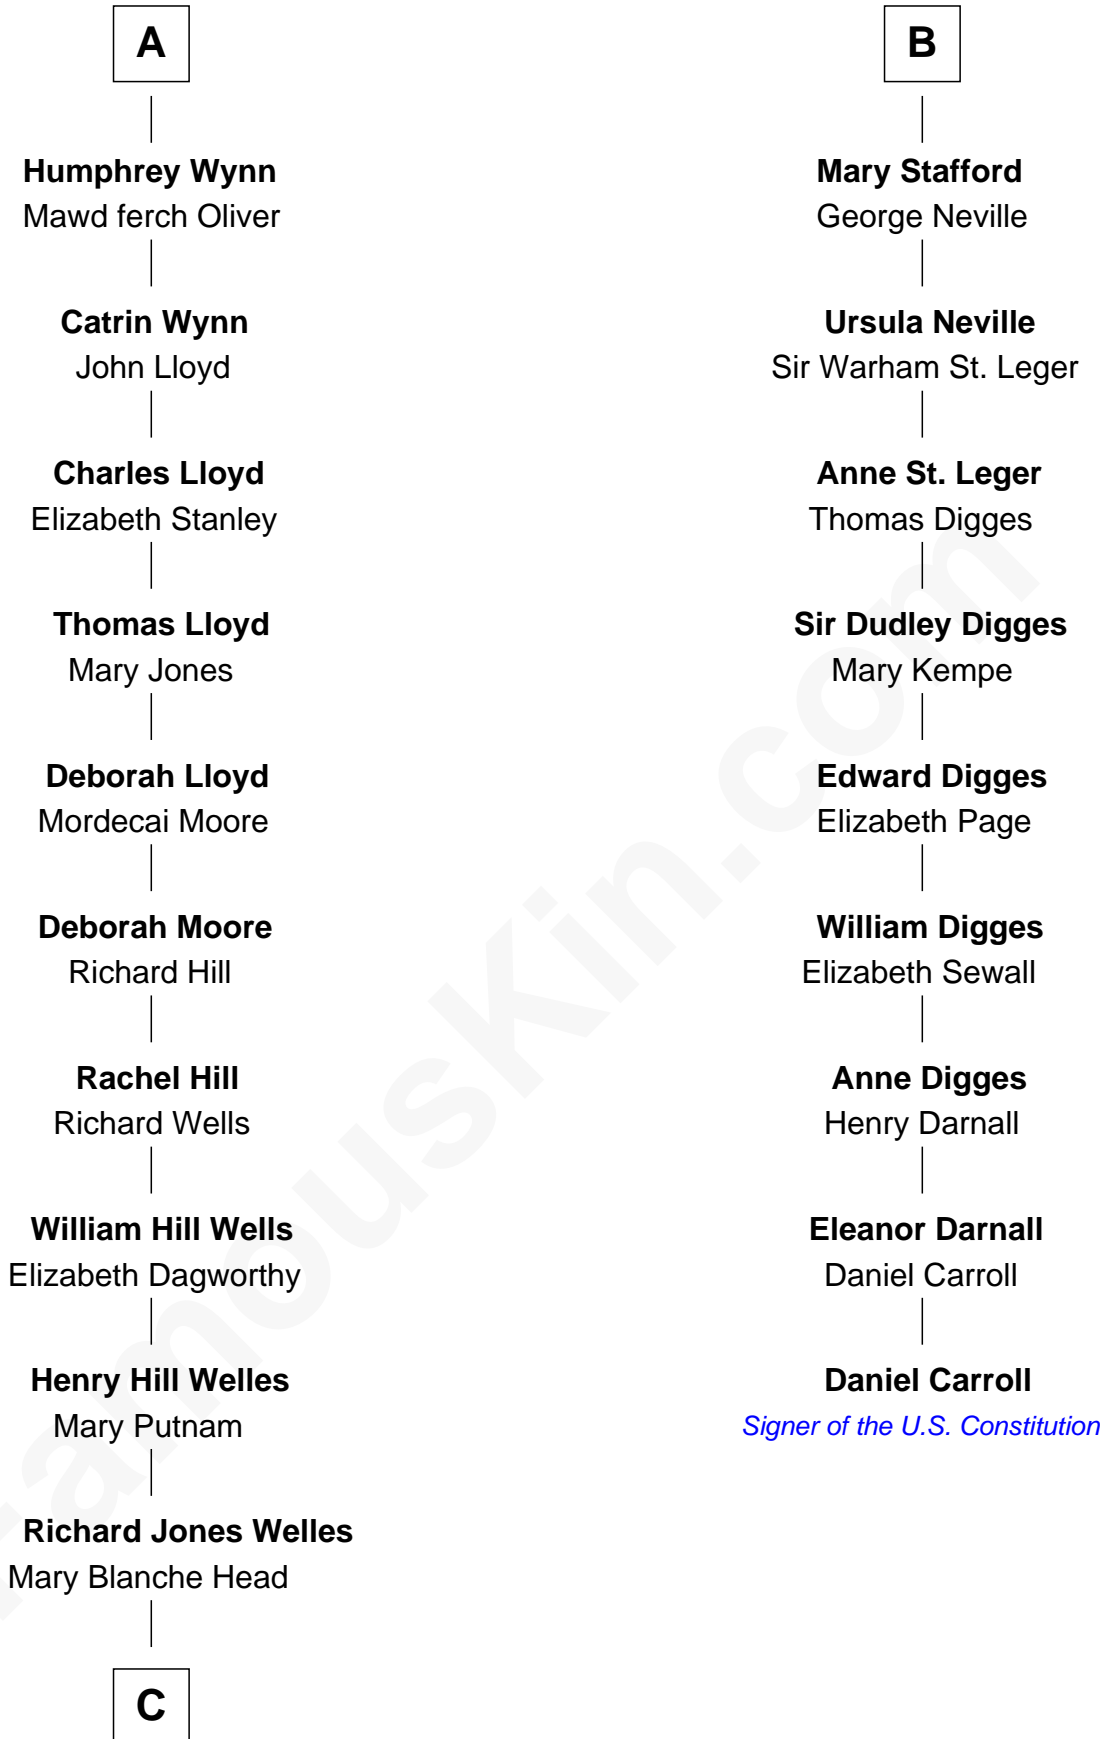 A
Humphrey Wynn
Mawd ferch Oliver
Catrin Wynn
John Lloyd
Charles Lloyd
Elizabeth Stanley
Thomas Lloyd
Mary Jones
Deborah Lloyd
Mordecai Moore
Deborah Moore
Richard Hill
Rachel Hill
Richard Wells
William Hill Wells
Elizabeth Dagworthy
Henry Hill Welles
Mary Putnam
Richard Jones Welles
Mary Blanche Head
C
B
Mary Stafford
George Neville
Ursula Neville
Sir Warham St. Leger
Anne St. Leger
Thomas Digges
Sir Dudley Digges
Mary Kempe
Edward Digges
Elizabeth Page
William Digges
Elizabeth Sewall
Anne Digges
Henry Darnall
Eleanor Darnall
Daniel Carroll
Daniel Carroll
Signer of the U.S. Constitution
FamousKin.com